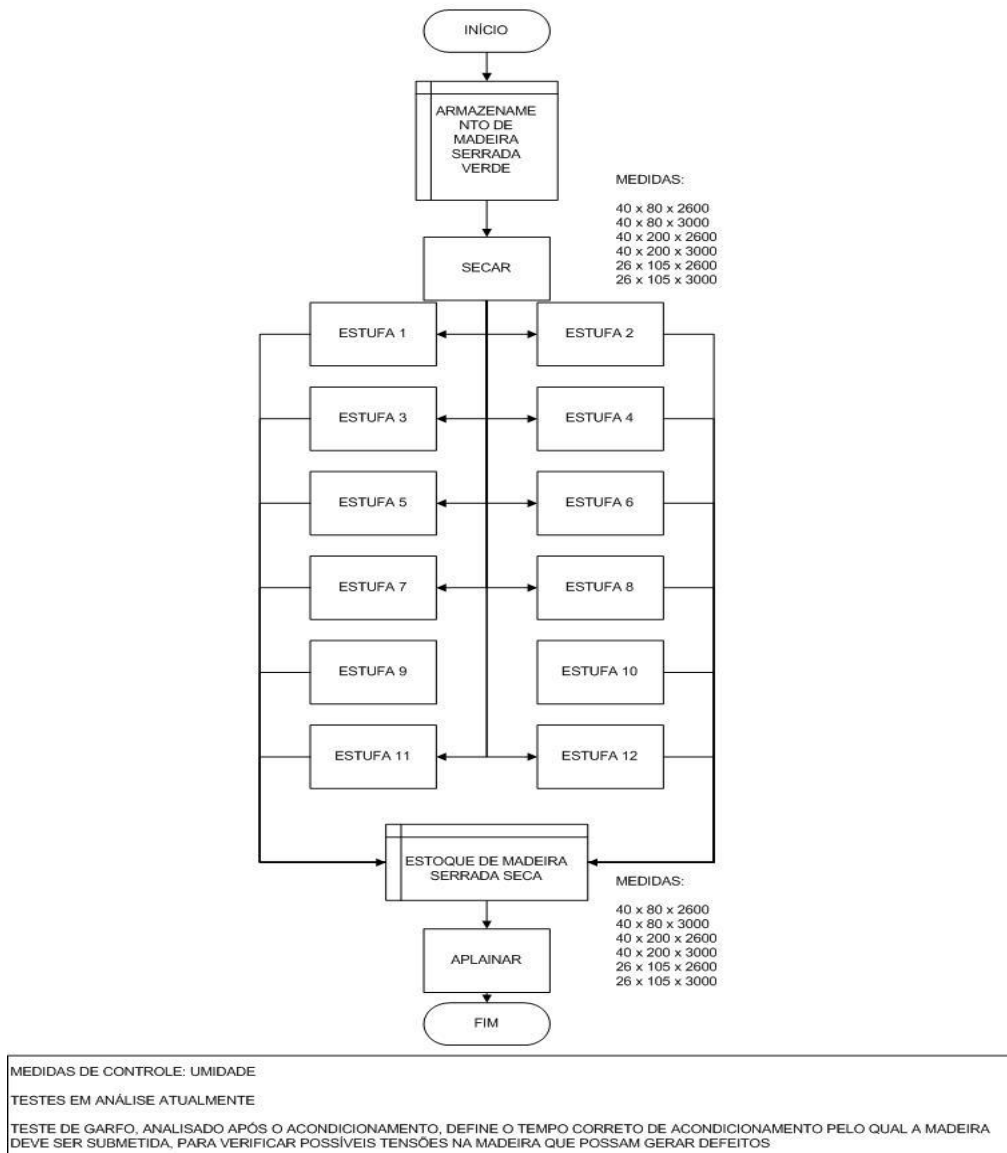 INÍCIO
ARMAZENAME
NTO DE
MADEIRA
SERRADA
VERDE
MEDIDAS:
40 x 80 x 2600
40 x 80 x 3000
40 x 200 x 2600
40 x 200 x 3000
26 x 105 x 2600
26 x 105 x 3000
SECAR
ESTUFA 1
ESTUFA 2
ESTUFA 3
ESTUFA 4
ESTUFA 5
ESTUFA 6
ESTUFA 7
ESTUFA 8
ESTUFA 9
ESTUFA 10
ESTUFA 11
ESTUFA 12
ESTOQUE DE MADEIRA
SERRADA SECA
MEDIDAS:
40 x 80 x 2600
40 x 80 x 3000
40 x 200 x 2600
40 x 200 x 3000
26 x 105 x 2600
26 x 105 x 3000
APLAINAR
FIM
MEDIDAS DE CONTROLE: UMIDADE
TESTES EM ANÁLISE ATUALMENTE
TESTE DE GARFO, ANALISADO APÓS O ACONDICIONAMENTO, DEFINE O TEMPO CORRETO DE ACONDICIONAMENTO PELO QUAL A MADEIRA
DEVE SER SUBMETIDA, PARA VERIFICAR POSSÍVEIS TENSÕES NA MADEIRA QUE POSSAM GERAR DEFEITOS